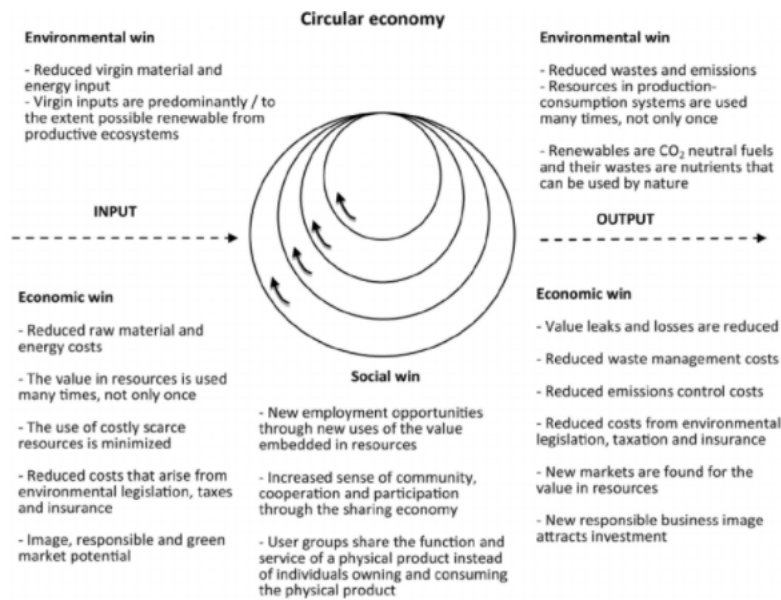 Circular economy
Environmental win
- Reduced virgin material and
energy input
- Virgin inputs are predominantly / to
the extent possible renewable from
productive ecosystems
INPUT
Economic win
- Reduced raw material and
energy costs
- The value in resources is used
many times, not only once
- The use of costly scarce
resources is minimized
- Reduced costs that arise from
environmental legislation, taxes
and insurance
- Image, responsible and green
market potential
Social win
- New employment opportunities
through new uses of the value
embedded in resources
- Increased sense of community,
cooperation and participation
through the sharing economy
- User groups share the function and
service of a physical product instead
of individuals owning and consuming
the physical product
Environmental win
- Reduced wastes and emissions
- Resources in production-
consumption systems are used
many times, not only once
- Renewables are CO₂ neutral fuels
and their wastes are nutrients that
can be used by nature
OUTPUT
Economic win
- Value leaks and losses are reduced
- Reduced waste management costs
- Reduced emissions control costs
- Reduced costs from environmental
legislation, taxation and insurance
- New markets are found for the
value in resources
- New responsible business image
attracts investment